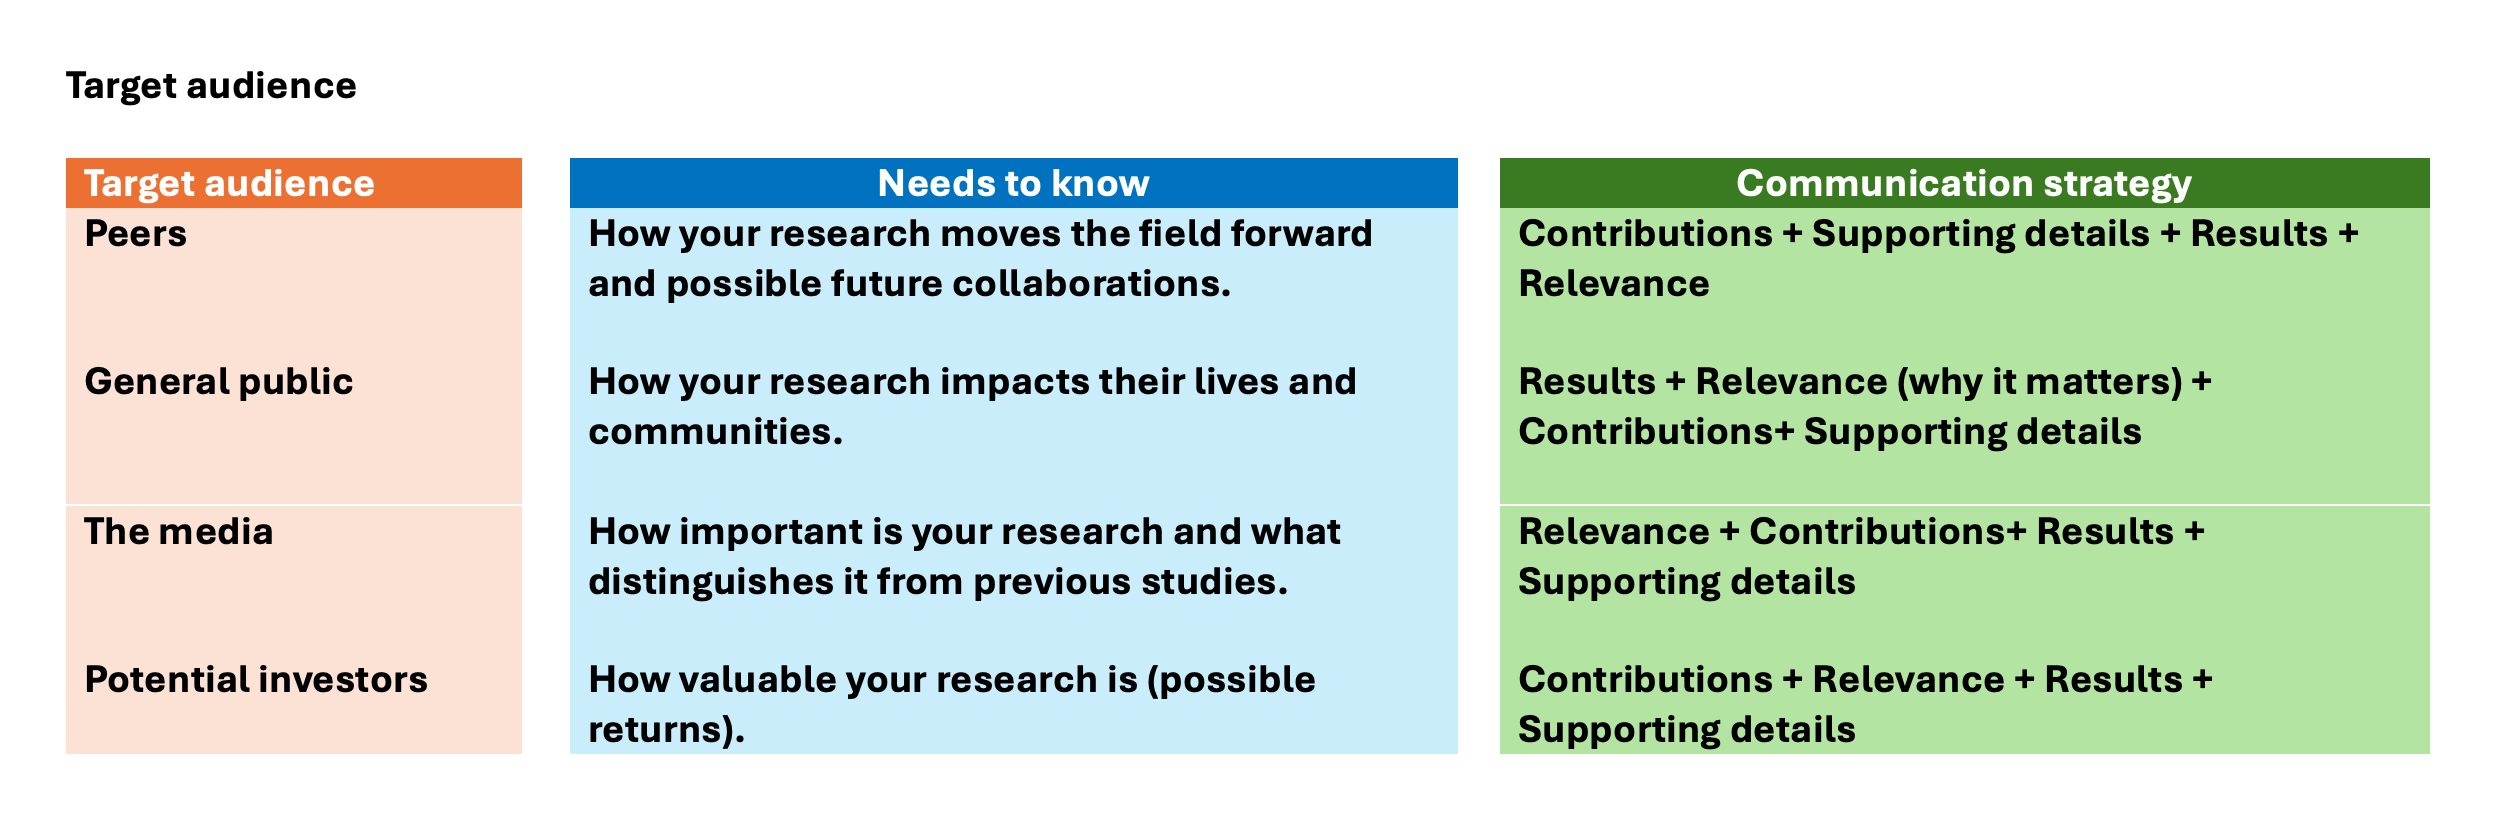 Target audience
Target audience
Needs to know
Communication strategy
Peers
How your research moves the field forward
and possible future collaborations.
Contributions + Supporting details + Results +
Relevance
General public
How your research impacts their lives and
communities.
Results + Relevance (why it matters) +
Contributions+ Supporting details
The media
How important is your research and what
distinguishes it from previous studies.
Relevance + Contributions+ Results +
Supporting details
Potential investors
How valuable your research is (possible
returns).
Contributions + Relevance + Results +
Supporting details